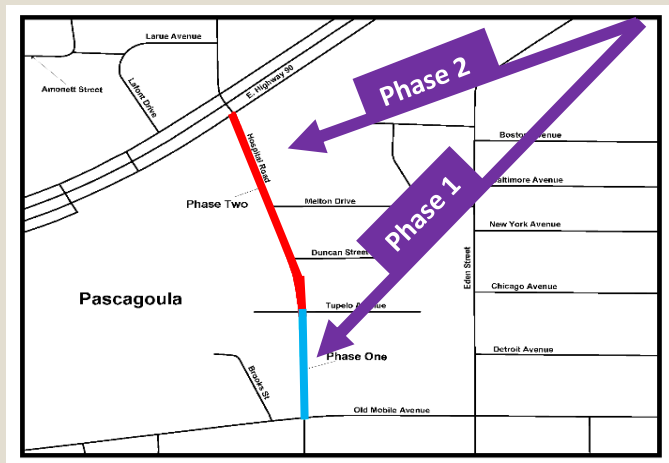 Larue Avenue
Amonett Street
Lafont Drive
E. Highway 90
Phase 2
Hospital Road
Boston Avenue
Baltimore Avenue
Phase Two
Melton Drive
Phase 1
New York Avenue
Duncan Street
Eden Street
Pascagoula
Chicago Avenue
Tupelo Avenue
Detroit Avenue
Phase One
Brooks St
Old Mobile Avenue